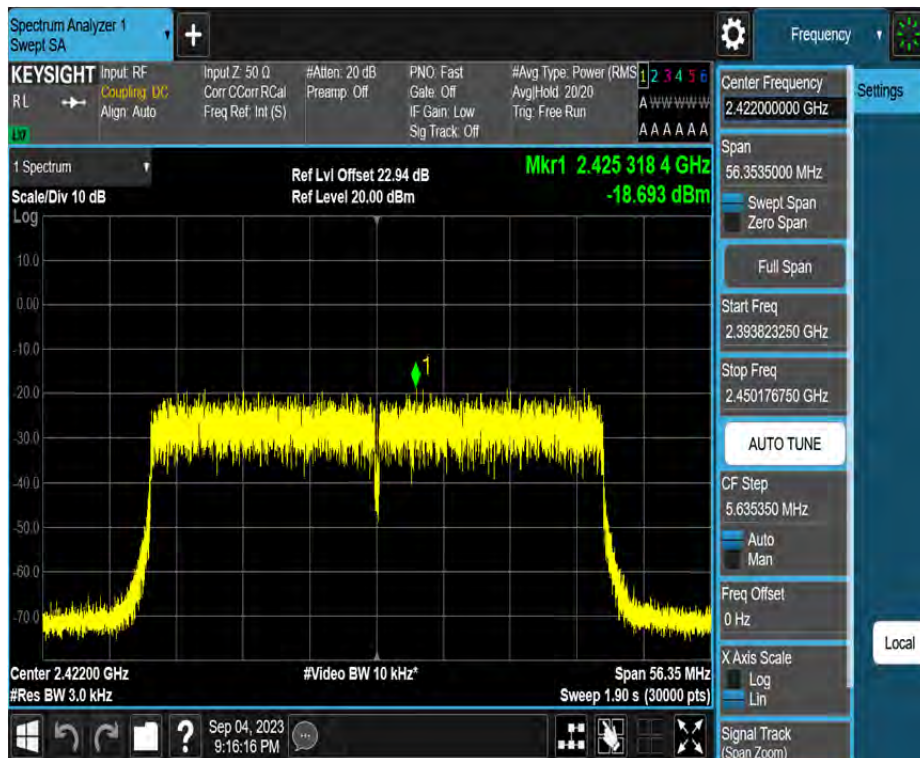 Spectrum Analyzer 1
Swept SA
+
Frequency
KEYSIGHT
RL
LXI
Input: RF
Coupling: DC
Align: Auto
Input Z: 50 Ω
Corr CCorr RCal
Freq Ref: Int (S)
#Atten: 20 dB
Preamp: Off
PNO: Fast
Gate: Off
IF Gain: Low
Sig Track: Off
#Avg Type: Power (RMS
Avg|Hold: 20/20
Trig: Free Run
1 2 3 4 5 6
A W W W W W
A A A A A A
1 Spectrum
Scale/Div 10 dB
Log
Ref Lvl Offset 22.94 dB
Ref Level 20.00 dBm
Mkr1 2.425 318 4 GHz
-18.693 dBm
10.0
0.00
-10.0
-20.0
-30.0
-40.0
-50.0
-60.0
-70.0
1
Center 2.42200 GHz
#Res BW 3.0 kHz
#Video BW 10 kHz*
Span 56.35 MHz
Sweep 1.90 s (30000 pts)
?
Sep 04, 2023
9:16:16 PM
Center Frequency
2.422000000 GHz
Span
56.3535000 MHz
Swept Span
Zero Span
Full Span
Start Freq
2.393823250 GHz
Stop Freq
2.450176750 GHz
AUTO TUNE
CF Step
5.635350 MHz
Auto
Man
Freq Offset
0 Hz
X Axis Scale
Log
Lin
Signal Track
(Span Zoom)
Settings
Local